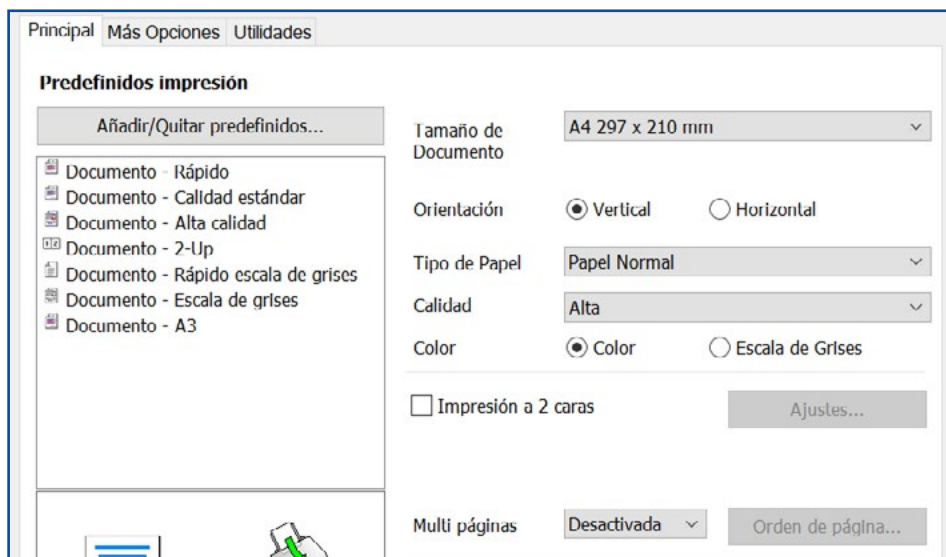 Principal Más Opciones Utilidades
Predefinidos impresión
Añadir/Quitar predefinidos...
Documento - Rápido
Documento - Calidad estándar
Documento - Alta calidad
Documento - 2-Up
Documento - Rápido escala de grises
Documento - Escala de grises
Documento - A3
Tamaño de
Documento
A4 297 x 210 mm
Orientación Vertical Horizontal
Tipo de Papel Papel Normal
Calidad Alta
Color Color Escala de Grises
Impresión a 2 caras Ajustes...
Multi páginas Desactivada Orden de página...